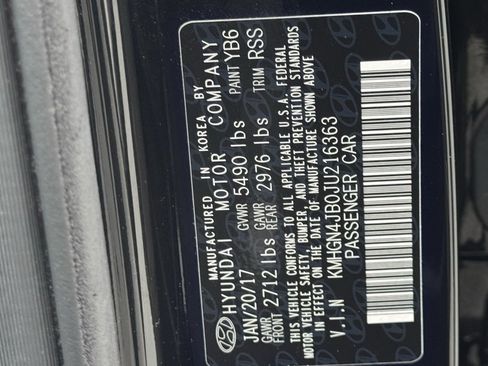 MANUFACTURED IN KOREA BY
HYUNDAI MOTOR COMPANY
JAN/20/17 GVWR 5490 lbs PAINT YB6
GAWR FRONT 2712 lbs GAWR REAR 2976 lbs TRIM RSS
THIS VEHICLE CONFORMS TO ALL APPLICABLE U.S.A. FEDERAL
MOTOR VEHICLE SAFETY, BUMPER, AND THEFT PREVENTION STANDARDS
IN EFFECT ON THE DATE OF MANUFACTURE SHOWN ABOVE
V.I.N KMHGN4JB0JU216363
PASSENGER CAR